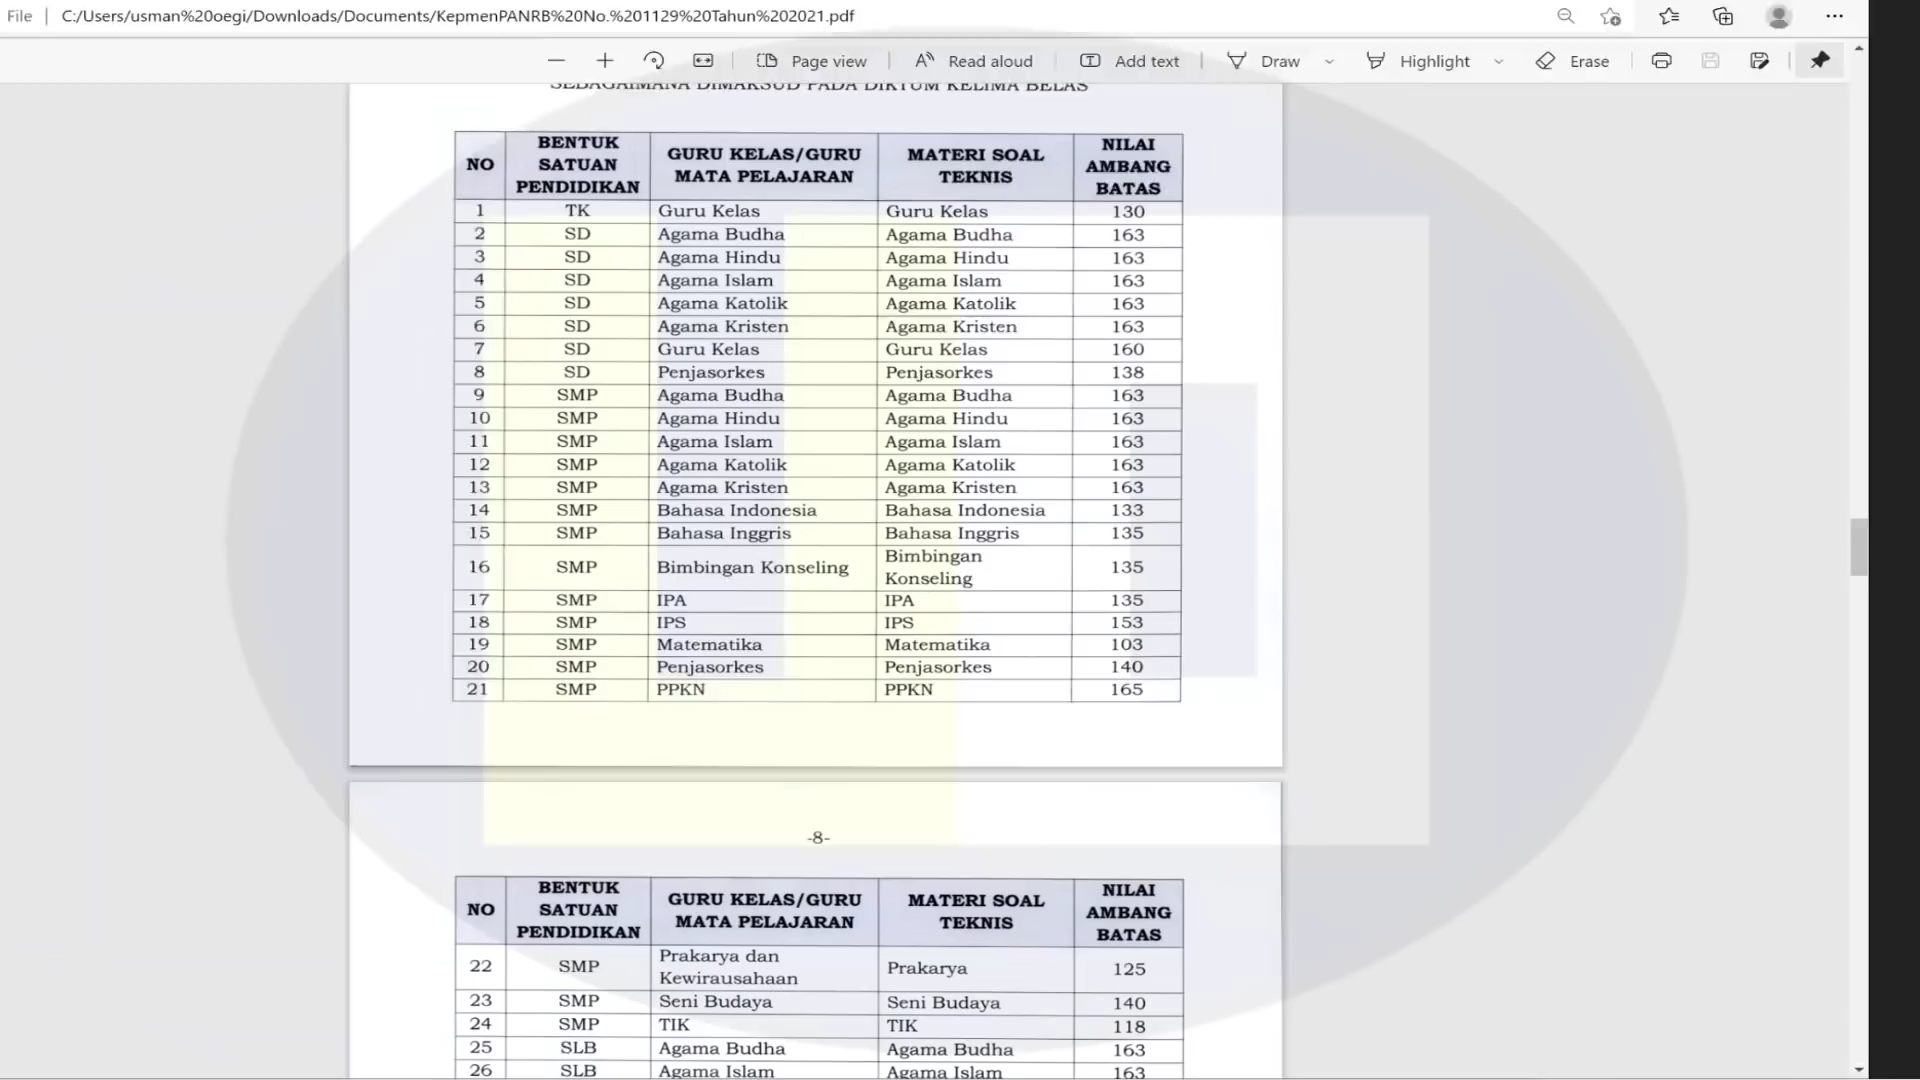 File | C:/Users/usman%20oegi/Downloads/Documents/KepmenPANRB%20No.%201129%20Tahun%202021.pdf
Page view Read aloud Add text Draw Highlight Erase
SEBAGAIMANA DIMAKSUD PADA DIKTUM KELIMA BELAS
NO BENTUK SATUAN PENDIDIKAN GURU KELAS/GURU MATA PELAJARAN MATERI SOAL TEKNIS NILAI AMBANG BATAS
1 TK Guru Kelas Guru Kelas 130
2 SD Agama Budha Agama Budha 163
3 SD Agama Hindu Agama Hindu 163
4 SD Agama Islam Agama Islam 163
5 SD Agama Katolik Agama Katolik 163
6 SD Agama Kristen Agama Kristen 163
7 SD Guru Kelas Guru Kelas 160
8 SD Penjasorkes Penjasorkes 138
9 SMP Agama Budha Agama Budha 163
10 SMP Agama Hindu Agama Hindu 163
11 SMP Agama Islam Agama Islam 163
12 SMP Agama Katolik Agama Katolik 163
13 SMP Agama Kristen Agama Kristen 163
14 SMP Bahasa Indonesia Bahasa Indonesia 133
15 SMP Bahasa Inggris Bahasa Inggris 135
16 SMP Bimbingan Konseling Bimbingan Konseling 135
17 SMP IPA IPA 135
18 SMP IPS IPS 153
19 SMP Matematika Matematika 103
20 SMP Penjasorkes Penjasorkes 140
21 SMP PPKN PPKN 165
-8-
NO BENTUK SATUAN PENDIDIKAN GURU KELAS/GURU MATA PELAJARAN MATERI SOAL TEKNIS NILAI AMBANG BATAS
22 SMP Prakarya dan Kewirausahaan Prakarya 125
23 SMP Seni Budaya Seni Budaya 140
24 SMP TIK TIK 118
25 SLB Agama Budha Agama Budha 163
26 SLB Agama Islam Agama Islam 163